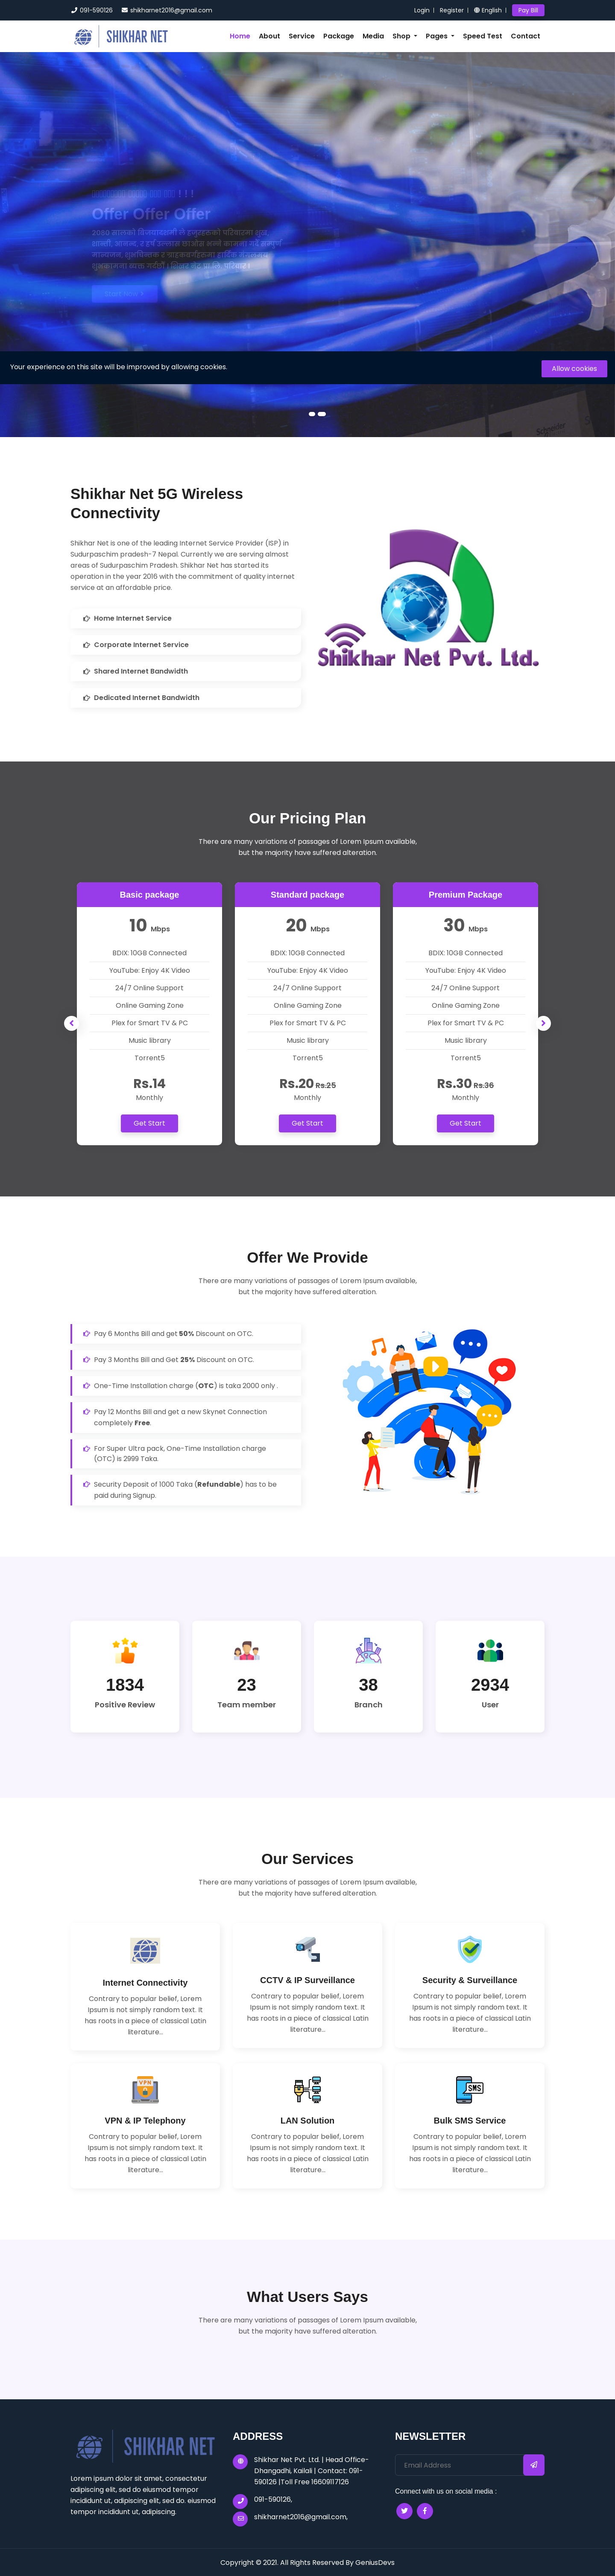 091-590126 shikharnet2016@gmail.com Login | Register | English | Pay Bill
SHIKHAR NET Home About Service Package Media Shop Pages Speed Test Contact
! ! !
Offer Offer Offer
Your experience on this site will be improved by allowing cookies.
Allow cookies
Shikhar Net 5G Wireless
Connectivity
Shikhar Net is one of the leading Internet Service Provider (ISP) in
Sudurpaschim pradesh-7 Nepal. Currently we are serving almost
areas of Sudurpaschim Pradesh. Shikhar Net has started its
operation in the year 2016 with the commitment of quality internet
service at an affordable price.
Home Internet Service
Corporate Internet Service
Shared Internet Bandwidth
Dedicated Internet Bandwidth
Shikhar Net Pvt. Ltd.
Our Pricing Plan
There are many variations of passages of Lorem Ipsum available,
but the majority have suffered alteration.
Basic package
10 Mbps
BDIX: 10GB Connected
YouTube: Enjoy 4K Video
24/7 Online Support
Online Gaming Zone
Plex for Smart TV & PC
Music library
Torrent5
Rs.14
Monthly
Get Start
Standard package
20 Mbps
BDIX: 10GB Connected
YouTube: Enjoy 4K Video
24/7 Online Support
Online Gaming Zone
Plex for Smart TV & PC
Music library
Torrent5
Rs.20 Rs.25
Monthly
Get Start
Premium Package
30 Mbps
BDIX: 10GB Connected
YouTube: Enjoy 4K Video
24/7 Online Support
Online Gaming Zone
Plex for Smart TV & PC
Music library
Torrent5
Rs.30 Rs.36
Monthly
Get Start
Offer We Provide
There are many variations of passages of Lorem Ipsum available,
but the majority have suffered alteration.
Pay 6 Months Bill and get 50% Discount on OTC.
Pay 3 Months Bill and Get 25% Discount on OTC.
One-Time Installation charge (OTC) is taka 2000 only .
Pay 12 Months Bill and get a new Skynet Connection
completely Free.
For Super Ultra pack, One-Time Installation charge
(OTC) is 2999 Taka.
Security Deposit of 1000 Taka (Refundable) has to be
paid during Signup.
1834
Positive Review
23
Team member
38
Branch
2934
User
Our Services
There are many variations of passages of Lorem Ipsum available,
but the majority have suffered alteration.
Internet Connectivity
Contrary to popular belief, Lorem
Ipsum is not simply random text. It
has roots in a piece of classical Latin
literature...
CCTV & IP Surveillance
Contrary to popular belief, Lorem
Ipsum is not simply random text. It
has roots in a piece of classical Latin
literature...
Security & Surveillance
Contrary to popular belief, Lorem
Ipsum is not simply random text. It
has roots in a piece of classical Latin
literature...
VPN
VPN & IP Telephony
Contrary to popular belief, Lorem
Ipsum is not simply random text. It
has roots in a piece of classical Latin
literature...
LAN Solution
Contrary to popular belief, Lorem
Ipsum is not simply random text. It
has roots in a piece of classical Latin
literature...
SMS
Bulk SMS Service
Contrary to popular belief, Lorem
Ipsum is not simply random text. It
has roots in a piece of classical Latin
literature...
What Users Says
There are many variations of passages of Lorem Ipsum available,
but the majority have suffered alteration.
SHIKHAR NET
Lorem ipsum dolor sit amet, consectetur
adipiscing elit, sed do eiusmod tempor
incididunt ut, adipiscing elit, sed do. eiusmod
tempor incididunt ut, adipiscing.
ADDRESS
Shikhar Net Pvt. Ltd. | Head Office-
Dhangadhi, Kailali | Contact: 091-
590126 |Toll Free 16609117126
091-590126,
shikharnet2016@gmail.com,
NEWSLETTER
Email Address
Connect with us on social media :
Copyright © 2021. All Rights Reserved By GeniusDevs